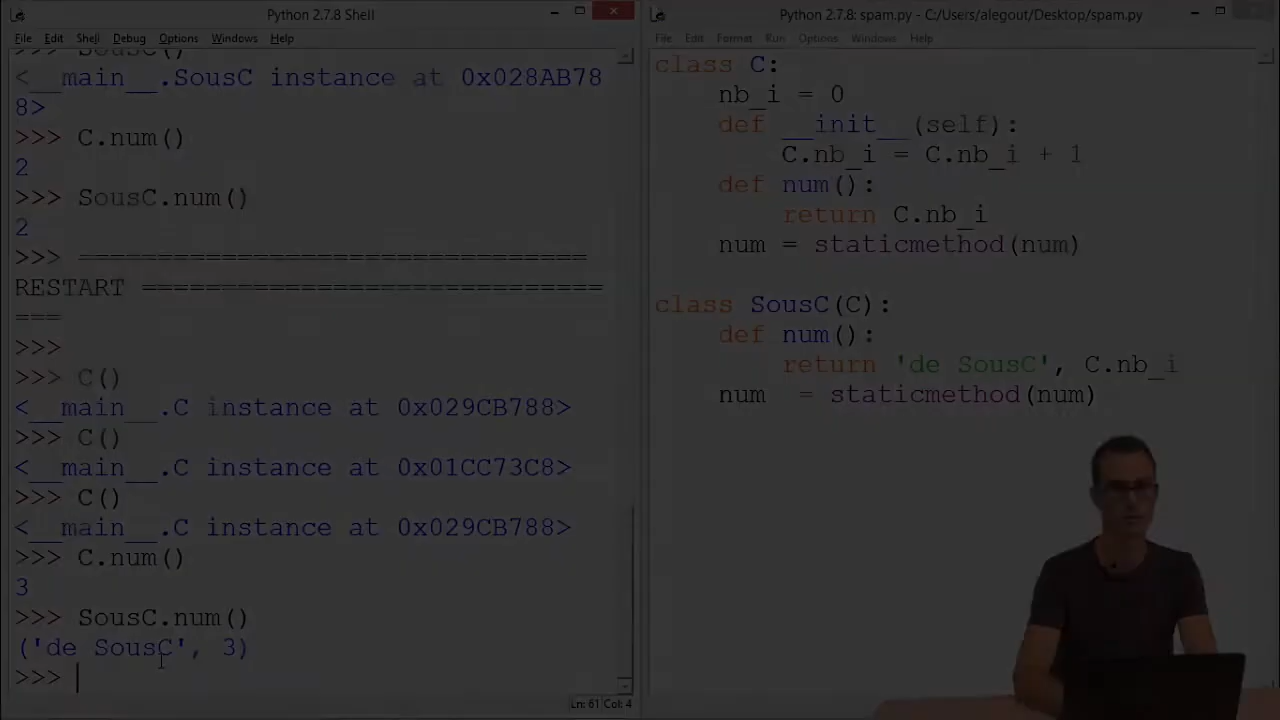 Python 2.7.8 Shell
File Edit Shell Debug Options Windows Help
>>> SousC()
<__main__.SousC instance at 0x028AB78
8>
>>> C.num()
2
>>> SousC.num()
2
>>> ================================
RESTART =============================
===
>>>
>>> C()
<__main__.C instance at 0x029CB788>
>>> C()
<__main__.C instance at 0x01CC73C8>
>>> C()
<__main__.C instance at 0x029CB788>
>>> C.num()
3
>>> SousC.num()
('de SousC', 3)
>>>
Ln: 61 Col: 4
Python 2.7.8: spam.py - C:/Users/alegout/Desktop/spam.py
File Edit Format Run Options Windows Help
class C:
    nb_i = 0
    def __init__(self):
        C.nb_i = C.nb_i + 1
    def num():
        return C.nb_i
    num = staticmethod(num)
class SousC(C):
    def num():
        return 'de SousC', C.nb_i
    num  = staticmethod(num)